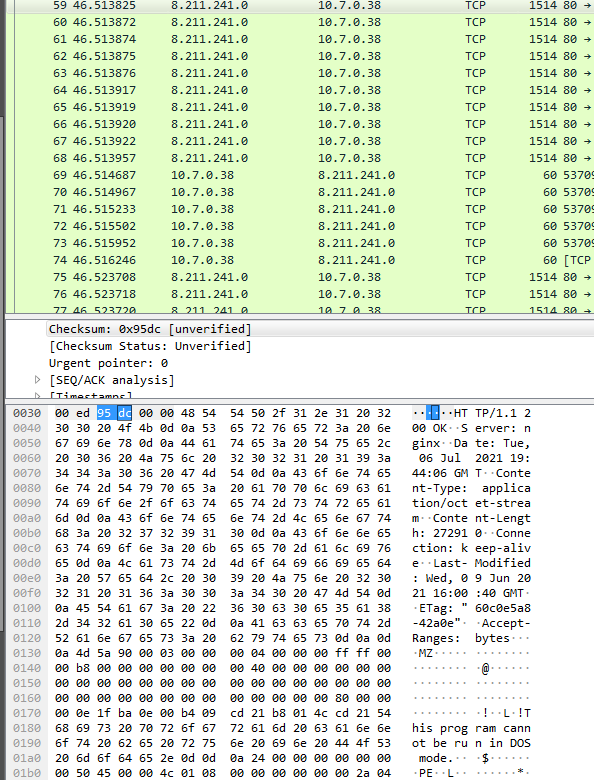 59 46.513825 8.211.241.0 10.7.0.38 TCP 1514 80 →
60 46.513872 8.211.241.0 10.7.0.38 TCP 1514 80 →
61 46.513874 8.211.241.0 10.7.0.38 TCP 1514 80 →
62 46.513875 8.211.241.0 10.7.0.38 TCP 1514 80 →
63 46.513876 8.211.241.0 10.7.0.38 TCP 1514 80 →
64 46.513917 8.211.241.0 10.7.0.38 TCP 1514 80 →
65 46.513919 8.211.241.0 10.7.0.38 TCP 1514 80 →
66 46.513920 8.211.241.0 10.7.0.38 TCP 1514 80 →
67 46.513922 8.211.241.0 10.7.0.38 TCP 1514 80 →
68 46.513957 8.211.241.0 10.7.0.38 TCP 1514 80 →
69 46.514687 10.7.0.38 8.211.241.0 TCP 60 53709
70 46.514967 10.7.0.38 8.211.241.0 TCP 60 53709
71 46.515233 10.7.0.38 8.211.241.0 TCP 60 53709
72 46.515502 10.7.0.38 8.211.241.0 TCP 60 53709
73 46.515952 10.7.0.38 8.211.241.0 TCP 60 53709
74 46.516246 10.7.0.38 8.211.241.0 TCP 60 [TCP
75 46.523708 8.211.241.0 10.7.0.38 TCP 1514 80 →
76 46.523718 8.211.241.0 10.7.0.38 TCP 1514 80 →
77 46.523720 8.211.241.0 10.7.0.38 TCP 1514 80 →
Checksum: 0x95dc [unverified]
[Checksum Status: Unverified]
Urgent pointer: 0
[SEQ/ACK analysis]
[Timestamps]
0030 00 ed 95 dc 00 00 48 54 54 50 2f 31 2e 31 20 32 ······HT TP/1.1 2
0040 30 30 20 4f 4b 0d 0a 53 65 72 76 65 72 3a 20 6e 00 OK··S erver: n
0050 67 69 6e 78 0d 0a 44 61 74 65 3a 20 54 75 65 2c ginx··Da te: Tue,
0060 20 30 36 20 4a 75 6c 20 32 30 32 31 20 31 39 3a 06 Jul 2021 19:
0070 34 34 3a 30 36 20 47 4d 54 0d 0a 43 6f 6e 74 65 44:06 GM T··Conte
0080 6e 74 2d 54 79 70 65 3a 20 61 70 70 6c 69 63 61 nt-Type: applica
0090 74 69 6f 6e 2f 6f 63 74 65 74 2d 73 74 72 65 61 tion/oct et-strea
00a0 6d 0d 0a 43 6f 6e 74 65 6e 74 2d 4c 65 6e 67 74 m··Conte nt-Lengt
00b0 68 3a 20 32 37 32 39 31 30 0d 0a 43 6f 6e 6e 65 h: 27291 0··Conne
00c0 63 74 69 6f 6e 3a 20 6b 65 65 70 2d 61 6c 69 76 ction: k eep-aliv
00d0 65 0d 0a 4c 61 73 74 2d 4d 6f 64 69 66 69 65 64 e··Last- Modified
00e0 3a 20 57 65 64 2c 20 30 39 20 4a 75 6e 20 32 30 : Wed, 0 9 Jun 20
00f0 32 31 20 31 36 3a 30 30 3a 34 30 20 47 4d 54 0d 21 16:00 :40 GMT·
0100 0a 45 54 61 67 3a 20 22 36 30 63 30 65 35 61 38 ·ETag: " 60c0e5a8
0110 2d 34 32 61 30 65 22 0d 0a 41 63 63 65 70 74 2d -42a0e"· ·Accept-
0120 52 61 6e 67 65 73 3a 20 62 79 74 65 73 0d 0a 0d Ranges: bytes···
0130 0a 4d 5a 90 00 03 00 00 00 04 00 00 00 ff ff 00 ·MZ····· ········
0140 00 b8 00 00 00 00 00 00 00 40 00 00 00 00 00 00 ········ ·@······
0150 00 00 00 00 00 00 00 00 00 00 00 00 00 00 00 00 ········ ········
0160 00 00 00 00 00 00 00 00 00 00 00 00 00 80 00 00 ········ ········
0170 00 0e 1f ba 0e 00 b4 09 cd 21 b8 01 4c cd 21 54 ········ ·!··L·!T
0180 68 69 73 20 70 72 6f 67 72 61 6d 20 63 61 6e 6e his prog ram cann
0190 6f 74 20 62 65 20 72 75 6e 20 69 6e 20 44 4f 53 ot be ru n in DOS
01a0 20 6d 6f 64 65 2e 0d 0d 0a 24 00 00 00 00 00 00 mode.·· ·$······
01b0 00 50 45 00 00 4c 01 08 00 00 00 00 00 00 2a 04 ·PE··L·· ······*·